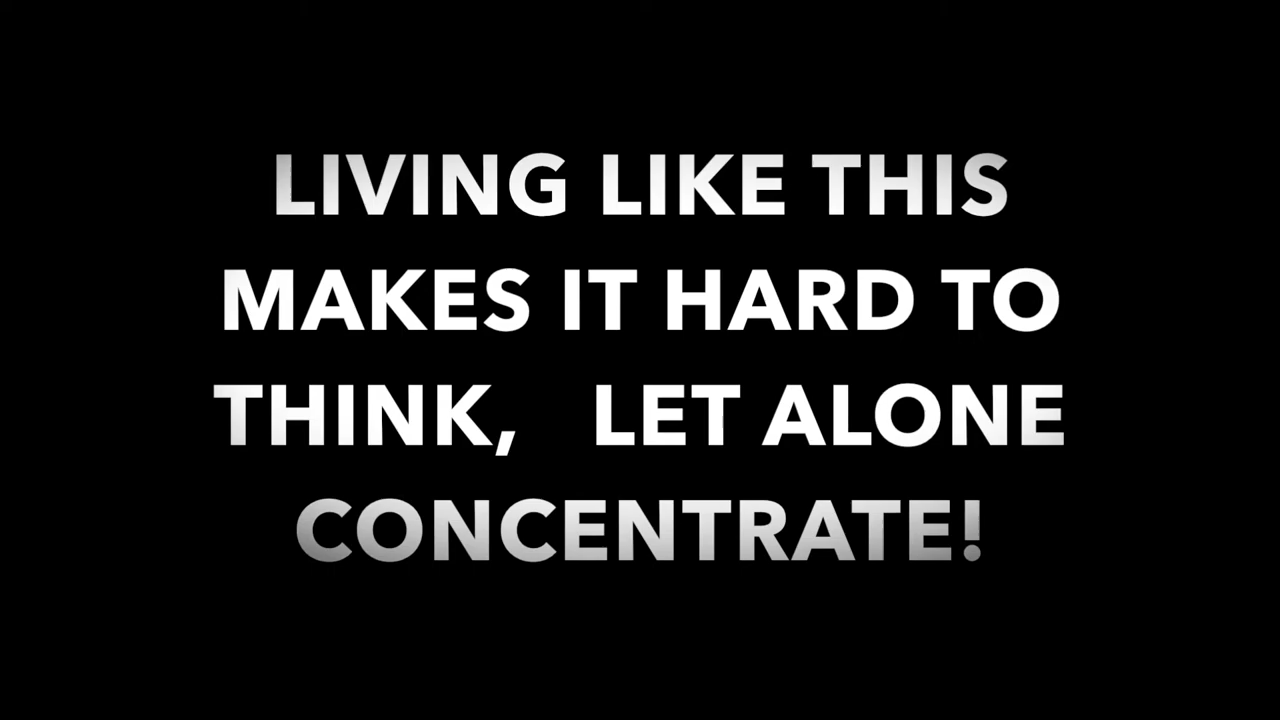 LIVING LIKE THIS
MAKES IT HARD TO
THINK,   LET ALONE
CONCENTRATE!